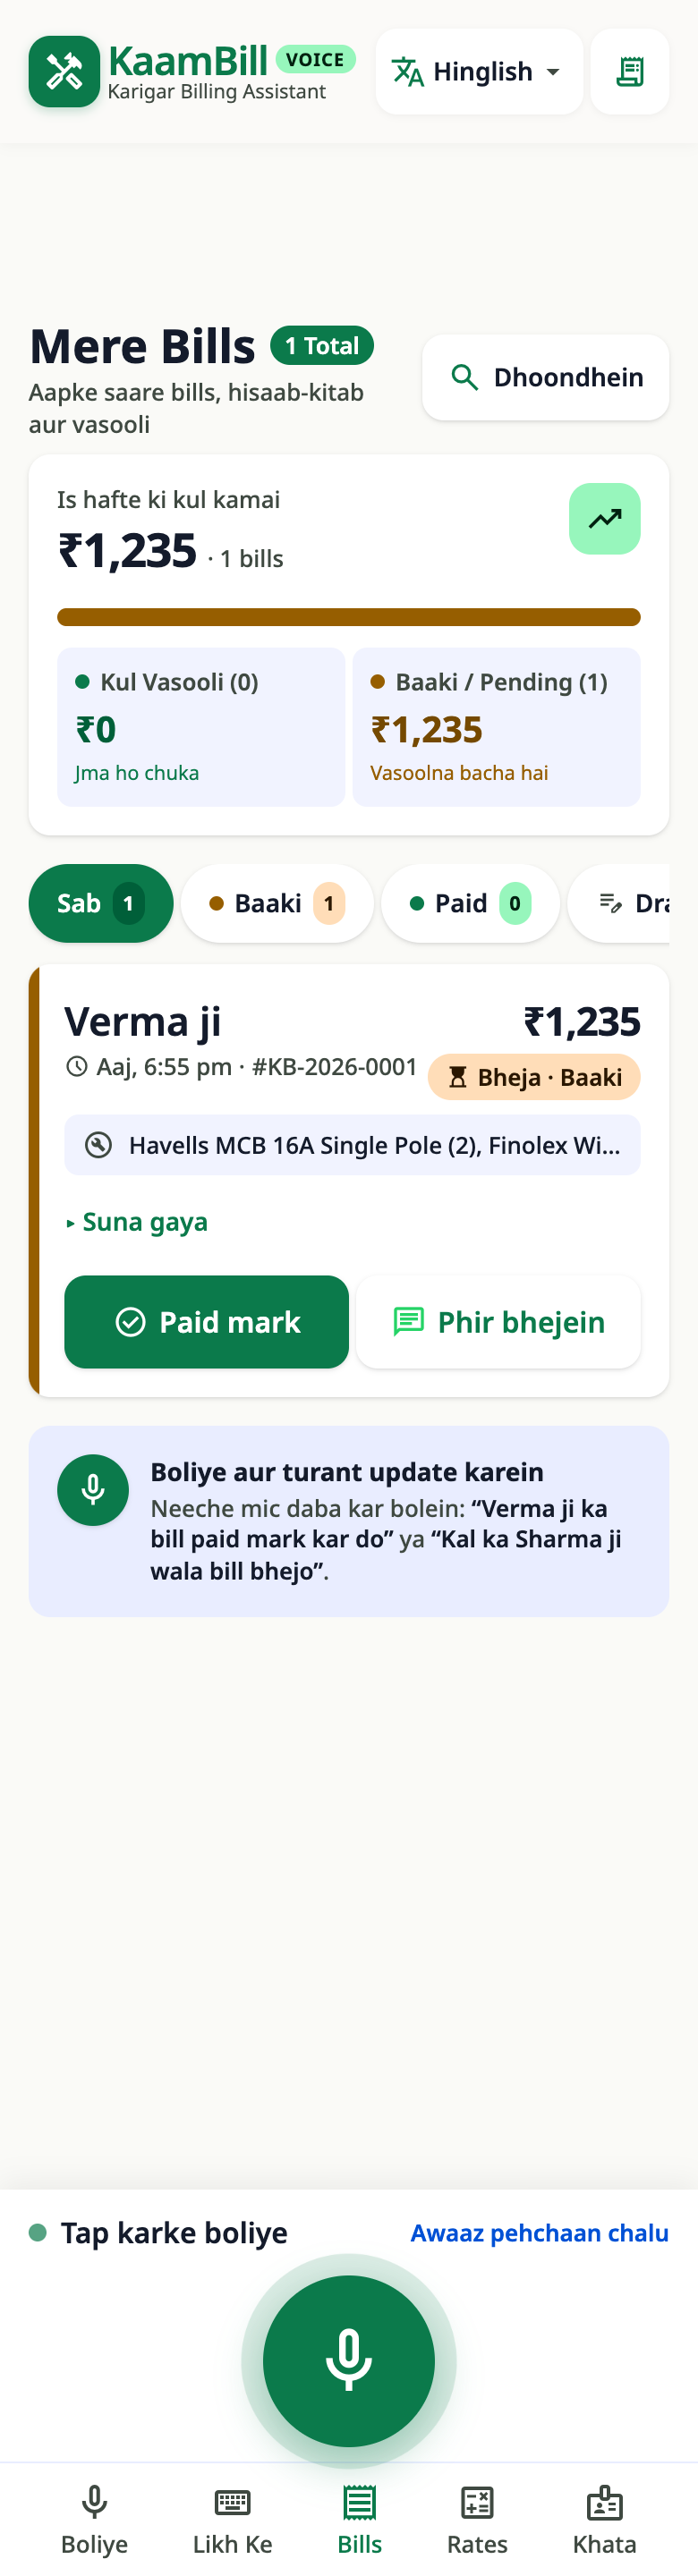 KaamBill VOICE
Karigar Billing Assistant
Hinglish
Mere Bills 1 Total
Aapke saare bills, hisaab-kitab
aur vasooli
Dhoondhein
Is hafte ki kul kamai
₹1,235 · 1 bills
Kul Vasooli (0)
₹0
Jma ho chuka
Baaki / Pending (1)
₹1,235
Vasoolna bacha hai
Sab 1
Baaki 1
Paid 0
Dra
Verma ji
₹1,235
Aaj, 6:55 pm · #KB-2026-0001
Bheja · Baaki
Havells MCB 16A Single Pole (2), Finolex Wi...
▸ Suna gaya
Paid mark
Phir bhejein
Boliye aur turant update karein
Neeche mic daba kar bolein: “Verma ji ka
bill paid mark kar do” ya “Kal ka Sharma ji
wala bill bhejo”.
Tap karke boliye
Awaaz pehchaan chalu
Boliye
Likh Ke
Bills
Rates
Khata